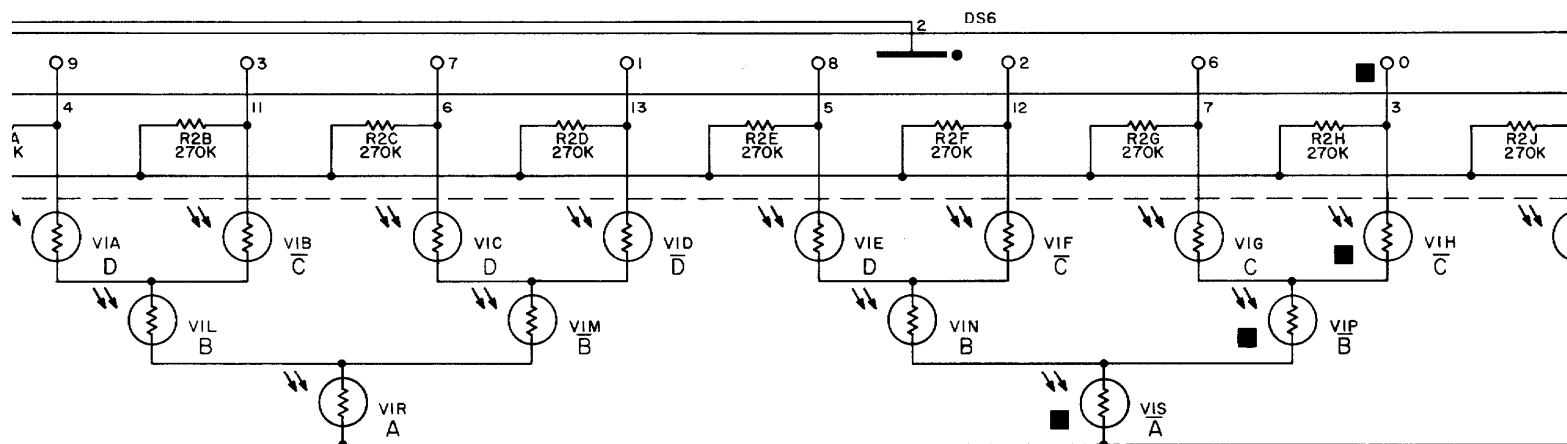 2 DS6
9 3 7 1 8 2 6 0
4 11 6 13 5 12 7 3
A R2B R2C R2D R2E R2F R2G R2H R2J
K 270K 270K 270K 270K 270K 270K 270K 270K
V1A V1B V1C V1D V1E V1F V1G V1H
D C̅ D D̅ D C̅ C C̅
V1L V1M V1N V1P
B B̅ B B̅
V1R V1S
A A̅